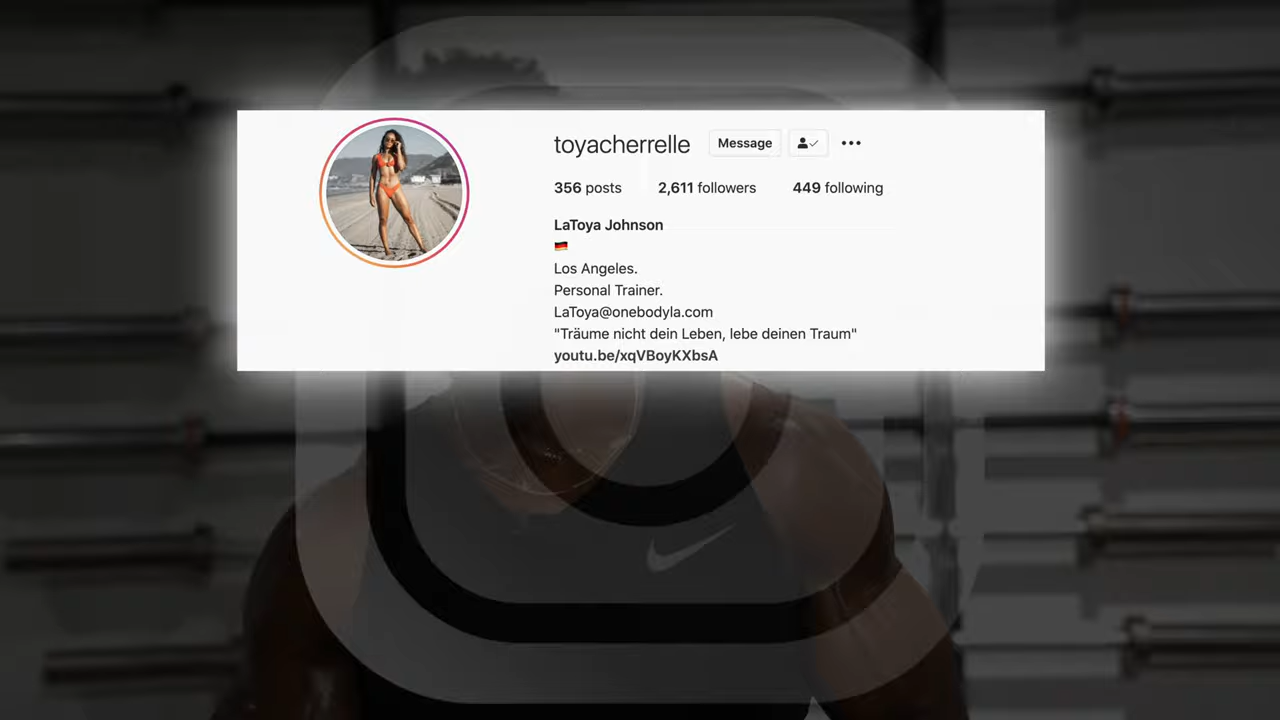 toyacherrelle Message
356 posts 2,611 followers 449 following
LaToya Johnson
Los Angeles.
Personal Trainer.
LaToya@onebodyla.com
"Träume nicht dein Leben, lebe deinen Traum"
youtu.be/xqVBoyKXbsA